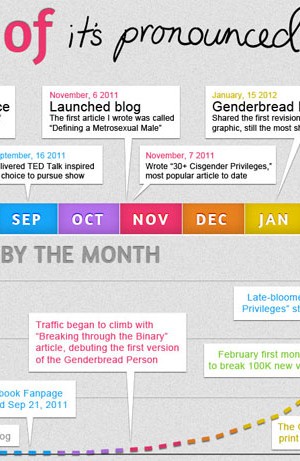 of it's pronounced
ce
November, 6 2011
Launched blog
The first article I wrote was called
"Defining a Metrosexual Male"
January, 15 2012
Genderbread
Shared the first revision
graphic, still the most sh
eptember, 16 2011
livered TED Talk inspired
choice to pursue show
November, 7 2011
Wrote "30+ Cisgender Privileges,"
most popular article to date
SEP OCT NOV DEC JAN
BY THE MONTH
Late-bloome
Privileges" st
Traffic began to climb with
"Breaking through the Binary"
article, debuting the first version
of the Genderbread Person
February first mon
to break 100K new v
book Fanpage
d Sep 21, 2011
The G
print
log